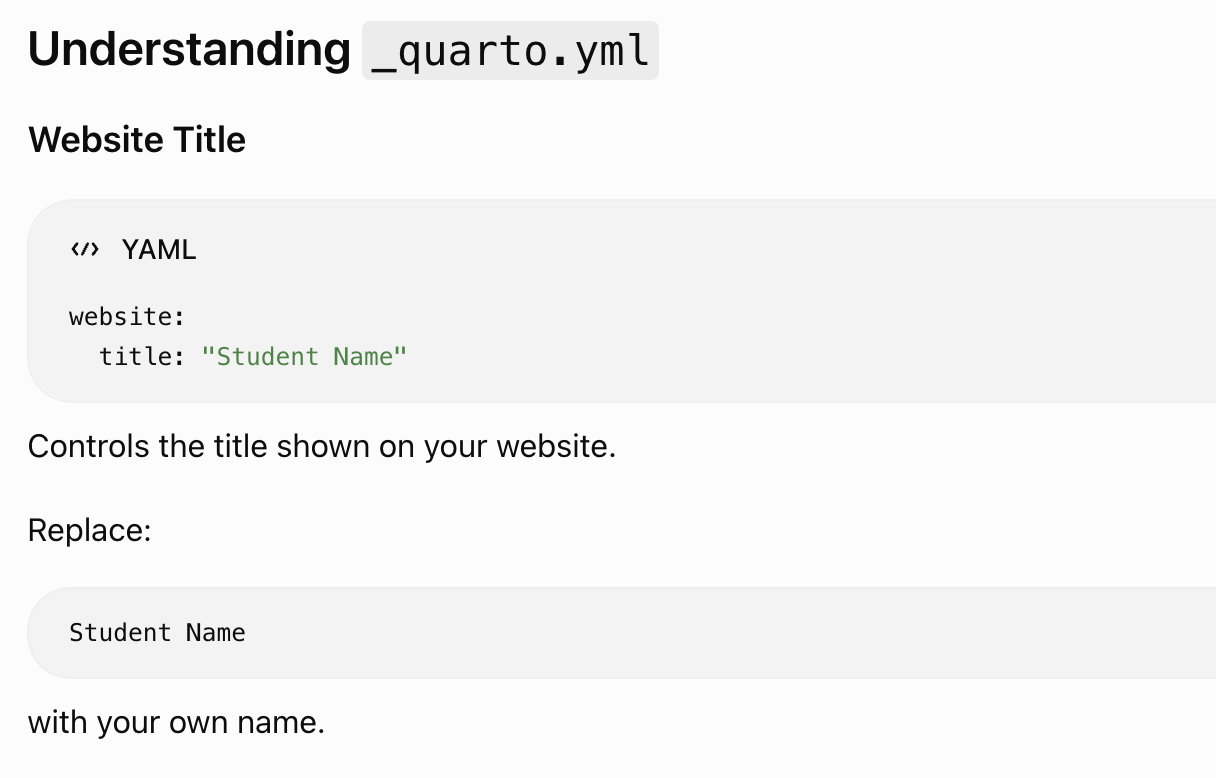 Understanding _quarto.yml
Website Title
YAML
website:
  title: "Student Name"
Controls the title shown on your website.
Replace:
Student Name
with your own name.